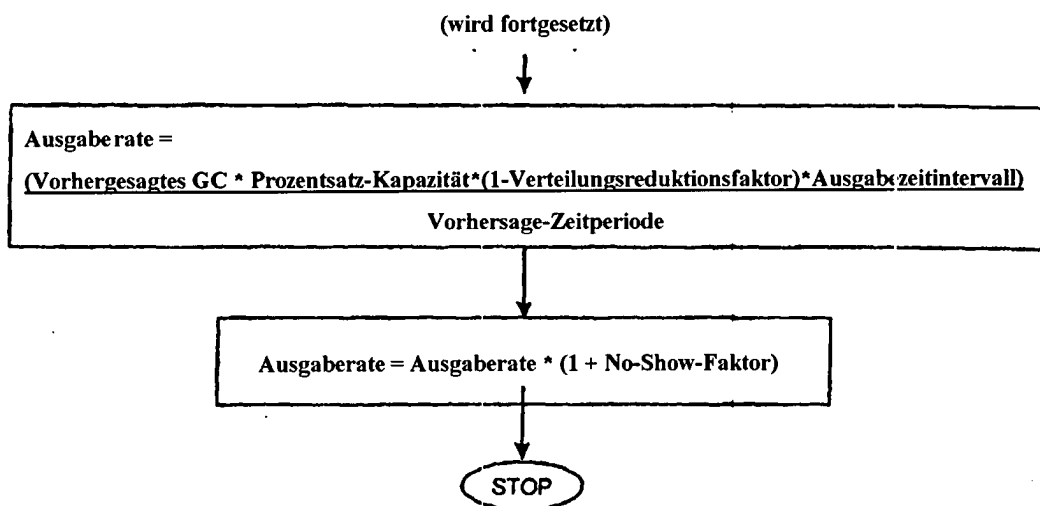 (wird fortgesetzt)
Ausgaberate =
(Vorhergesagtes GC * Prozentsatz-Kapazität*(1-Verteilungsreduktionsfaktor)*Ausgabezeitintervall)
Vorhersage-Zeitperiode
Ausgaberate = Ausgaberate * (1 + No-Show-Faktor)
STOP